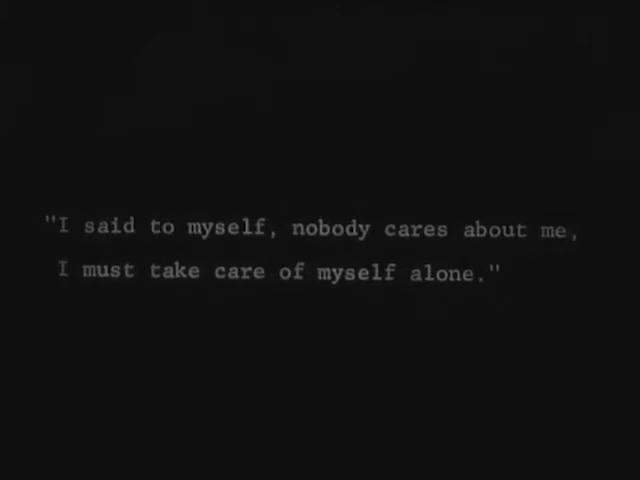 "I said to myself, nobody cares about me,
I must take care of myself alone."